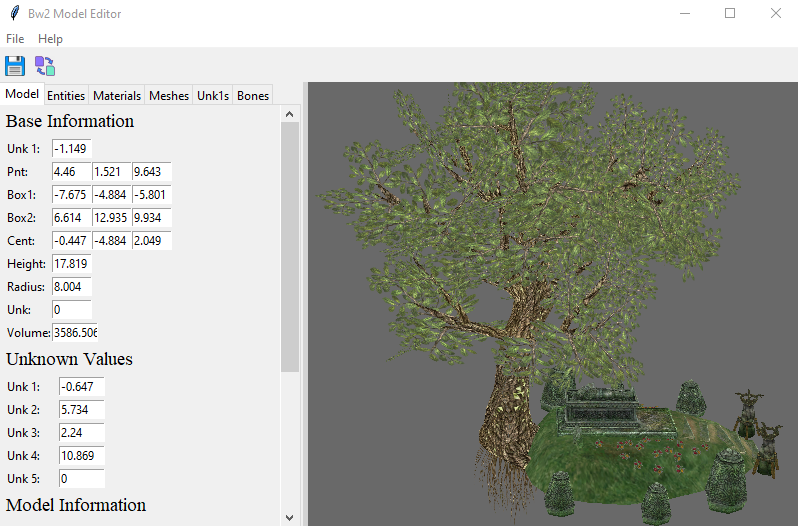 Bw2 Model Editor
File Help
Model Entities Materials Meshes Unk1s Bones
Base Information
Unk 1: -1.149
Pnt: 4.46 1.521 9.643
Box1: -7.675 -4.884 -5.801
Box2: 6.614 12.935 9.934
Cent: -0.447 -4.884 2.049
Height: 17.819
Radius: 8.004
Unk: 0
Volume: 3586.506
Unknown Values
Unk 1: -0.647
Unk 2: 5.734
Unk 3: 2.24
Unk 4: 10.869
Unk 5: 0
Model Information